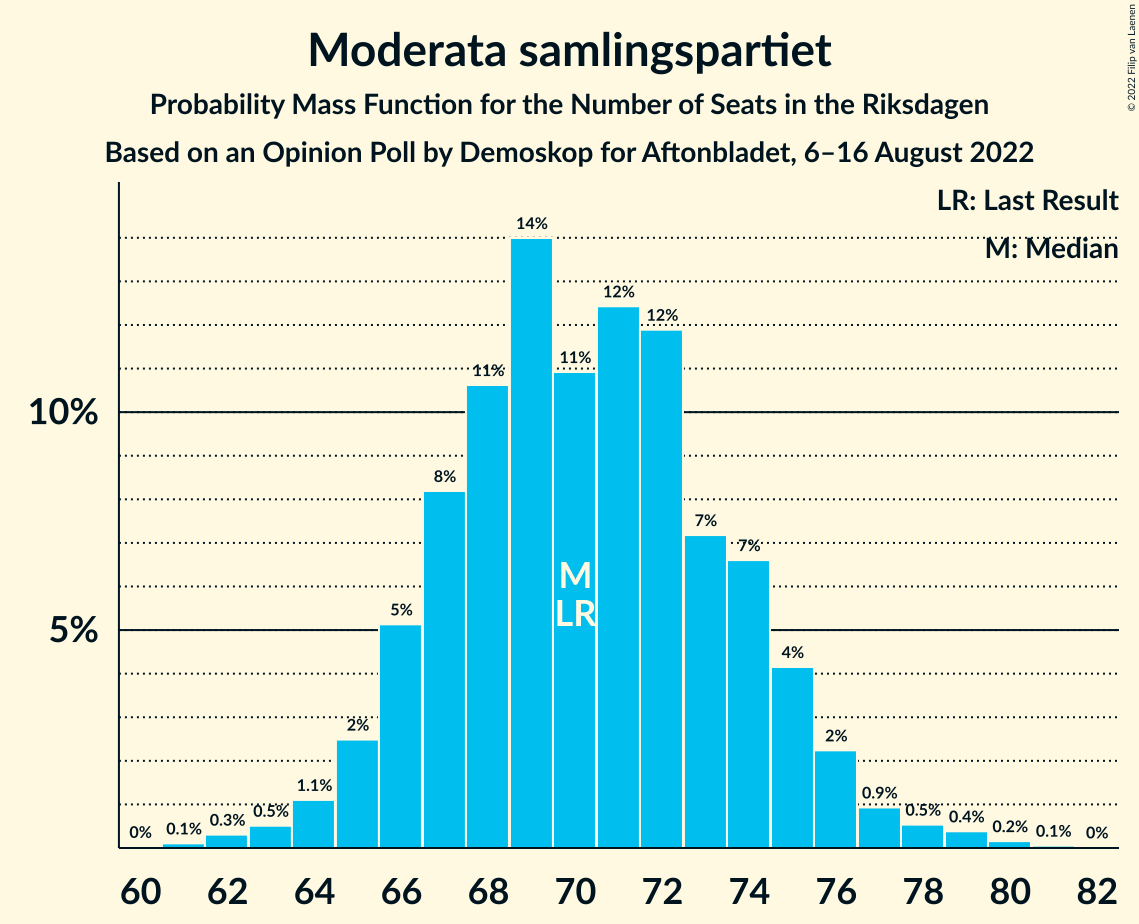 Moderata samlingspartiet
Probability Mass Function for the Number of Seats in the Riksdagen
Based on an Opinion Poll by Demoskop for Aftonbladet, 6–16 August 2022
© 2022 Filip van Laenen
LR: Last Result
M: Median
10%
5%
0%
0.1%
0.3%
0.5%
1.1%
2%
5%
8%
11%
14%
11%
12%
12%
7%
7%
4%
2%
0.9%
0.5%
0.4%
0.2%
0.1%
0%
M
LR
60 62 64 66 68 70 72 74 76 78 80 82